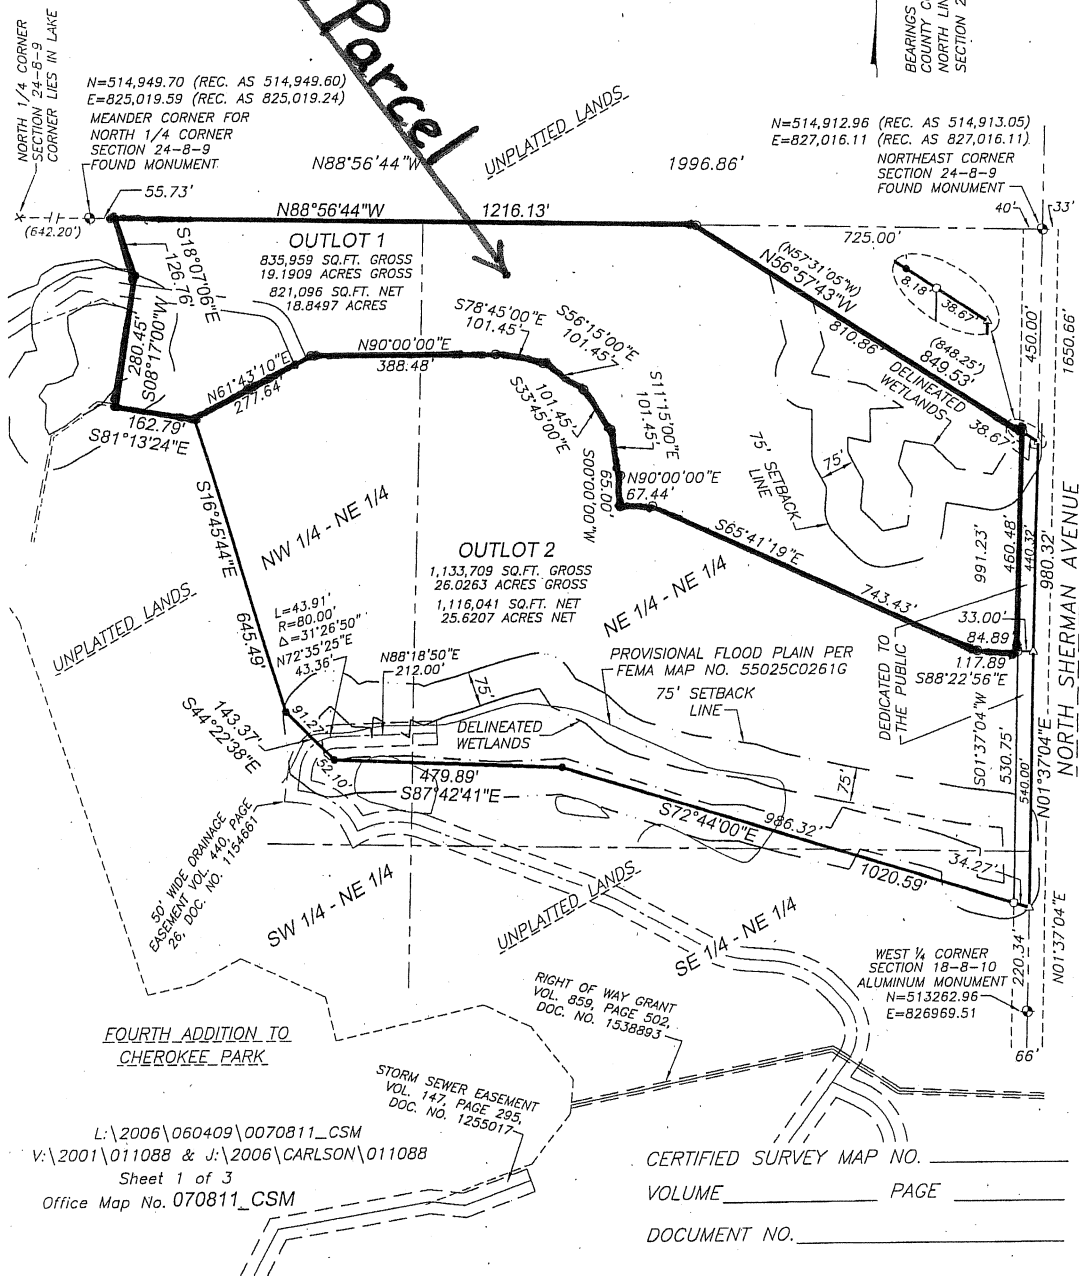 Parcel
NORTH 1/4 CORNER
SECTION 24-8-9
CORNER LIES IN LAKE
N=514,949.70 (REC. AS 514,949.60)
E=825,019.59 (REC. AS 825,019.24)
MEANDER CORNER FOR
NORTH 1/4 CORNER
SECTION 24-8-9
FOUND MONUMENT
BEARINGS
COUNTY
NORTH LIN
SECTION 2
UNPLATTED LANDS
N=514,912.96 (REC. AS 514,913.05)
E=827,016.11 (REC. AS 827,016.11)
NORTHEAST CORNER
SECTION 24-8-9
FOUND MONUMENT
N88°56'44"W
1996.86'
55.73'
(642.20')
N88°56'44"W
1216.13'
725.00'
40'
33'
OUTLOT 1
835,959 SQ.FT. GROSS
19.1909 ACRES GROSS
821,096 SQ.FT. NET
18.8497 ACRES
S18°07'06"E
126.76'
280.45'
S08°17'00"W
162.79'
S81°13'24"E
N61°43'10"E
277.64'
N90°00'00"E
388.48'
S78°45'00"E
101.45'
S56°15'00"E
101.45'
101.45'
S33°45'00"E
S11°15'00"E
101.45'
S00°00'00"W
65.00'
N90°00'00"E
67.44'
(N57°31'05"W)
N56°57'43"W
810.86'
(848.25')
849.53'
8.18'
38.67'
38.67'
DELINEATED
WETLANDS
75'
75' SETBACK
LINE
450.00'
1650.66'
S65°41'19"E
743.43'
991.23'
460.48'
440.32'
980.32'
33.00'
84.89'
117.89'
S88°22'56"E
NORTH SHERMAN AVENUE
NW 1/4 - NE 1/4
NE 1/4 - NE 1/4
OUTLOT 2
1,133,709 SQ.FT. GROSS
26.0263 ACRES GROSS
1,116,041 SQ.FT. NET
25.6207 ACRES NET
S16°45'44"E
645.49'
UNPLATTED LANDS
L=43.91'
R=80.00'
Δ=31°26'50"
N72°35'25"E
43.36'
N88°18'50"E
212.00'
PROVISIONAL FLOOD PLAIN PER
FEMA MAP NO. 55025C0261G
75' SETBACK
LINE
75'
DEDICATED TO
THE PUBLIC
S01°37'04"W
530.75'
540.00'
N01°37'04"E
143.37'
S44°22'38"E
52.10'
DELINEATED
WETLANDS
479.89'
S87°42'41"E
S72°44'00"E
986.32'
75'
1020.59'
34.27'
50' WIDE DRAINAGE
EASEMENT VOL. 440, PAGE
26, DOC. NO. 1154661
SW 1/4 - NE 1/4
UNPLATTED LANDS
SE 1/4 - NE 1/4
220.34'
N01°37'04"E
WEST ¼ CORNER
SECTION 18-8-10
ALUMINUM MONUMENT
N=513262.96
E=826969.51
66'
RIGHT OF WAY GRANT
VOL. 859, PAGE 502,
DOC. NO. 1538893
FOURTH ADDITION TO
CHEROKEE PARK
STORM SEWER EASEMENT
VOL. 147, PAGE 295,
DOC. NO. 1255017
L:\2006\060409\0070811_CSM
V:\2001\011088 & J:\2006\CARLSON\011088
Sheet 1 of 3
Office Map No. 070811_CSM
CERTIFIED SURVEY MAP NO.
VOLUME PAGE
DOCUMENT NO.